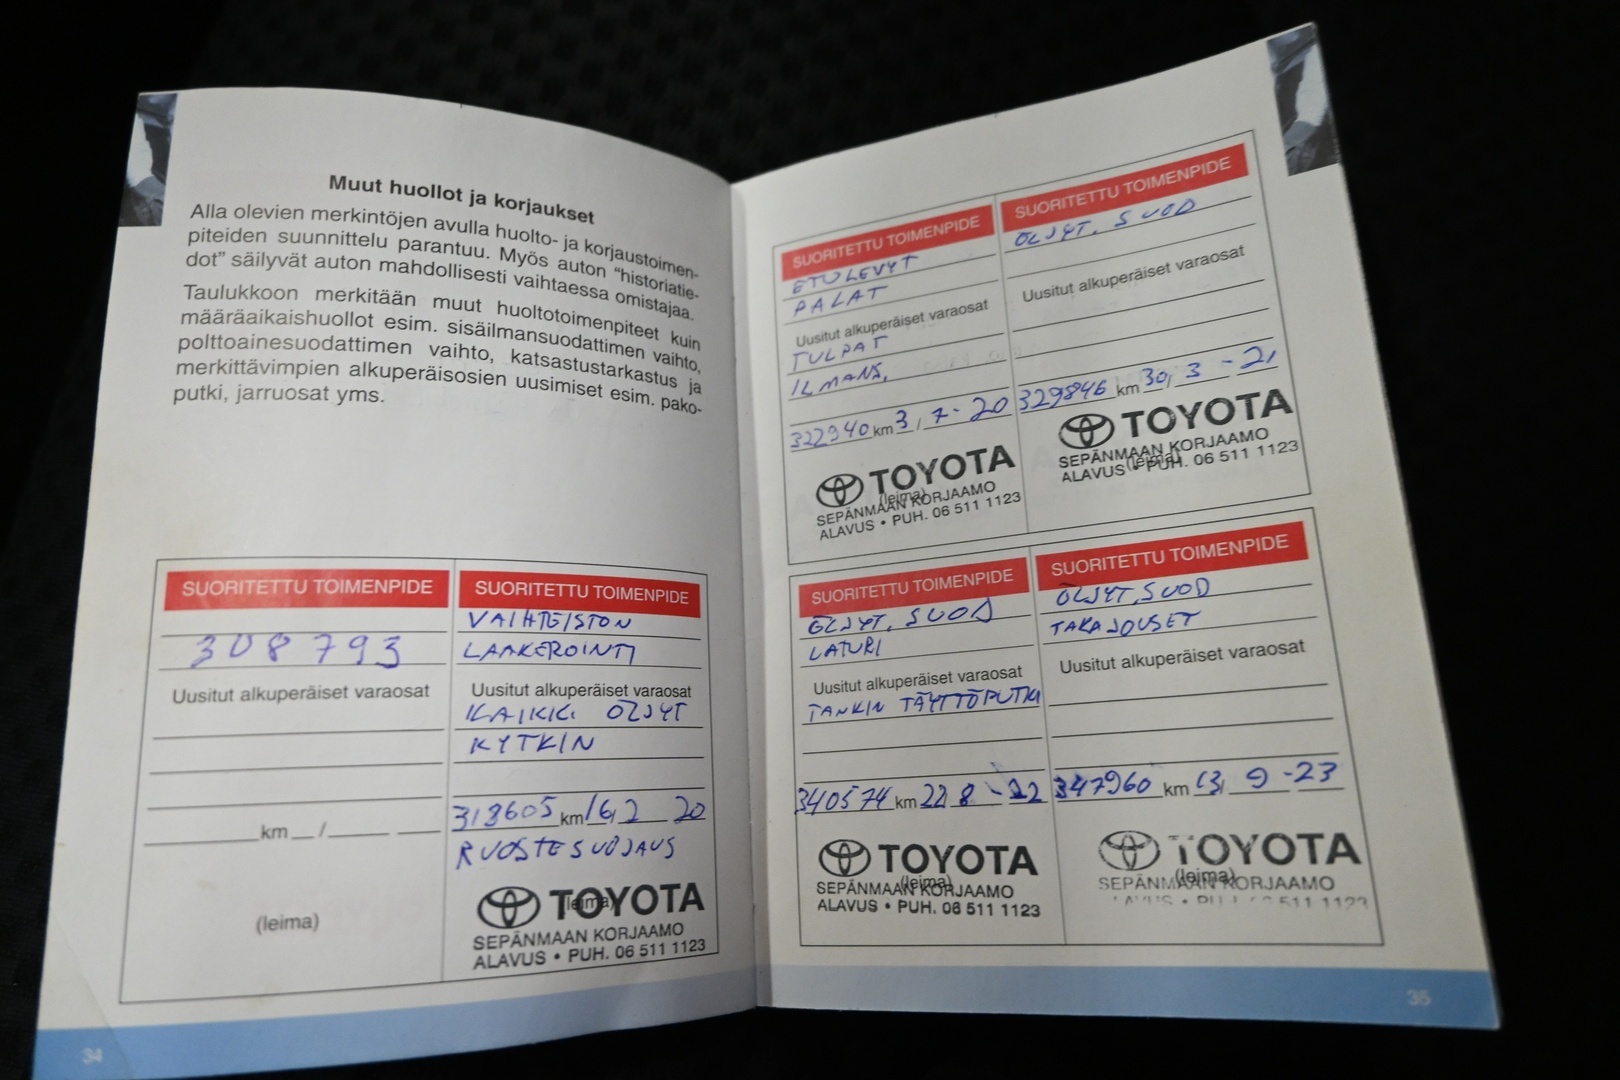 Muut huollot ja korjaukset
Alla olevien merkintöjen avulla huolto- ja korjaustoimen-
piteiden suunnittelu parantuu. Myös auton "historiatie-
dot" säilyvät auton mahdollisesti vaihtaessa omistajaa.
Taulukkoon merkitään muut huoltotoimenpiteet kuin
määräaikaishuollot esim. sisäilmansuodattimen vaihto,
polttoainesuodattimen vaihto, katsastustarkastus ja
merkittävimpien alkuperäisosien uusimiset esim. pako-
putki, jarruosat yms.
SUORITETTU TOIMENPIDE
308793
Uusitut alkuperäiset varaosat
km /
(leima)
SUORITETTU TOIMENPIDE
VAIHTEISTON
LAAKEROINTI
Uusitut alkuperäiset varaosat
KAIKKI ÖLJYT
KYTKIN
318605 km 16/2 20
RUOSTESUOJAUS
(leima)
TOYOTA
SEPÄNMAAN KORJAAMO
ALAVUS • PUH. 06 511 1123
34
SUORITETTU TOIMENPIDE
ETULEVYT
PALAT
Uusitut alkuperäiset varaosat
TULPAT
ILMANS.
322940 km 3 / 7 - 20
TOYOTA
(leima)
SEPÄNMAAN KORJAAMO
ALAVUS • PUH. 06 511 1123
SUORITETTU TOIMENPIDE
ÖLJYT, SUOD
Uusitut alkuperäiset varaosat
329846 km 30/ 3 - 21
TOYOTA
SEPÄNMAAN KORJAAMO
(leima)
ALAVUS • PUH. 06 511 1123
SUORITETTU TOIMENPIDE
ÖLJYT, SUOD
LATURI
Uusitut alkuperäiset varaosat
TANKIN TÄYTTÖPUTKI
340574 km 22/ 8 - 22
TOYOTA
(leima)
SEPÄNMAAN KORJAAMO
ALAVUS • PUH. 06 511 1123
SUORITETTU TOIMENPIDE
ÖLJYT, SUOD
TAKAJOUSET
Uusitut alkuperäiset varaosat
347960 km 13/ 9 - 23
TOYOTA
(leima)
SEPÄNMAAN KORJAAMO
511 1123
35